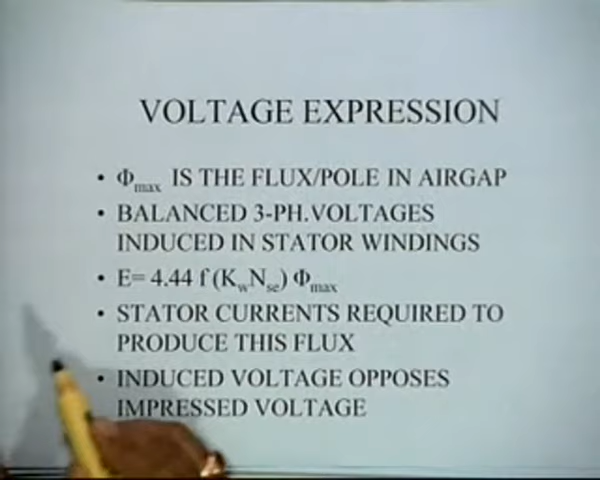 VOLTAGE EXPRESSION
• Φmax IS THE FLUX/POLE IN AIRGAP
• BALANCED 3-PH.VOLTAGES
INDUCED IN STATOR WINDINGS
• E= 4.44 f (KwNse) Φmax
• STATOR CURRENTS REQUIRED TO
PRODUCE THIS FLUX
• INDUCED VOLTAGE OPPOSES
IMPRESSED VOLTAGE